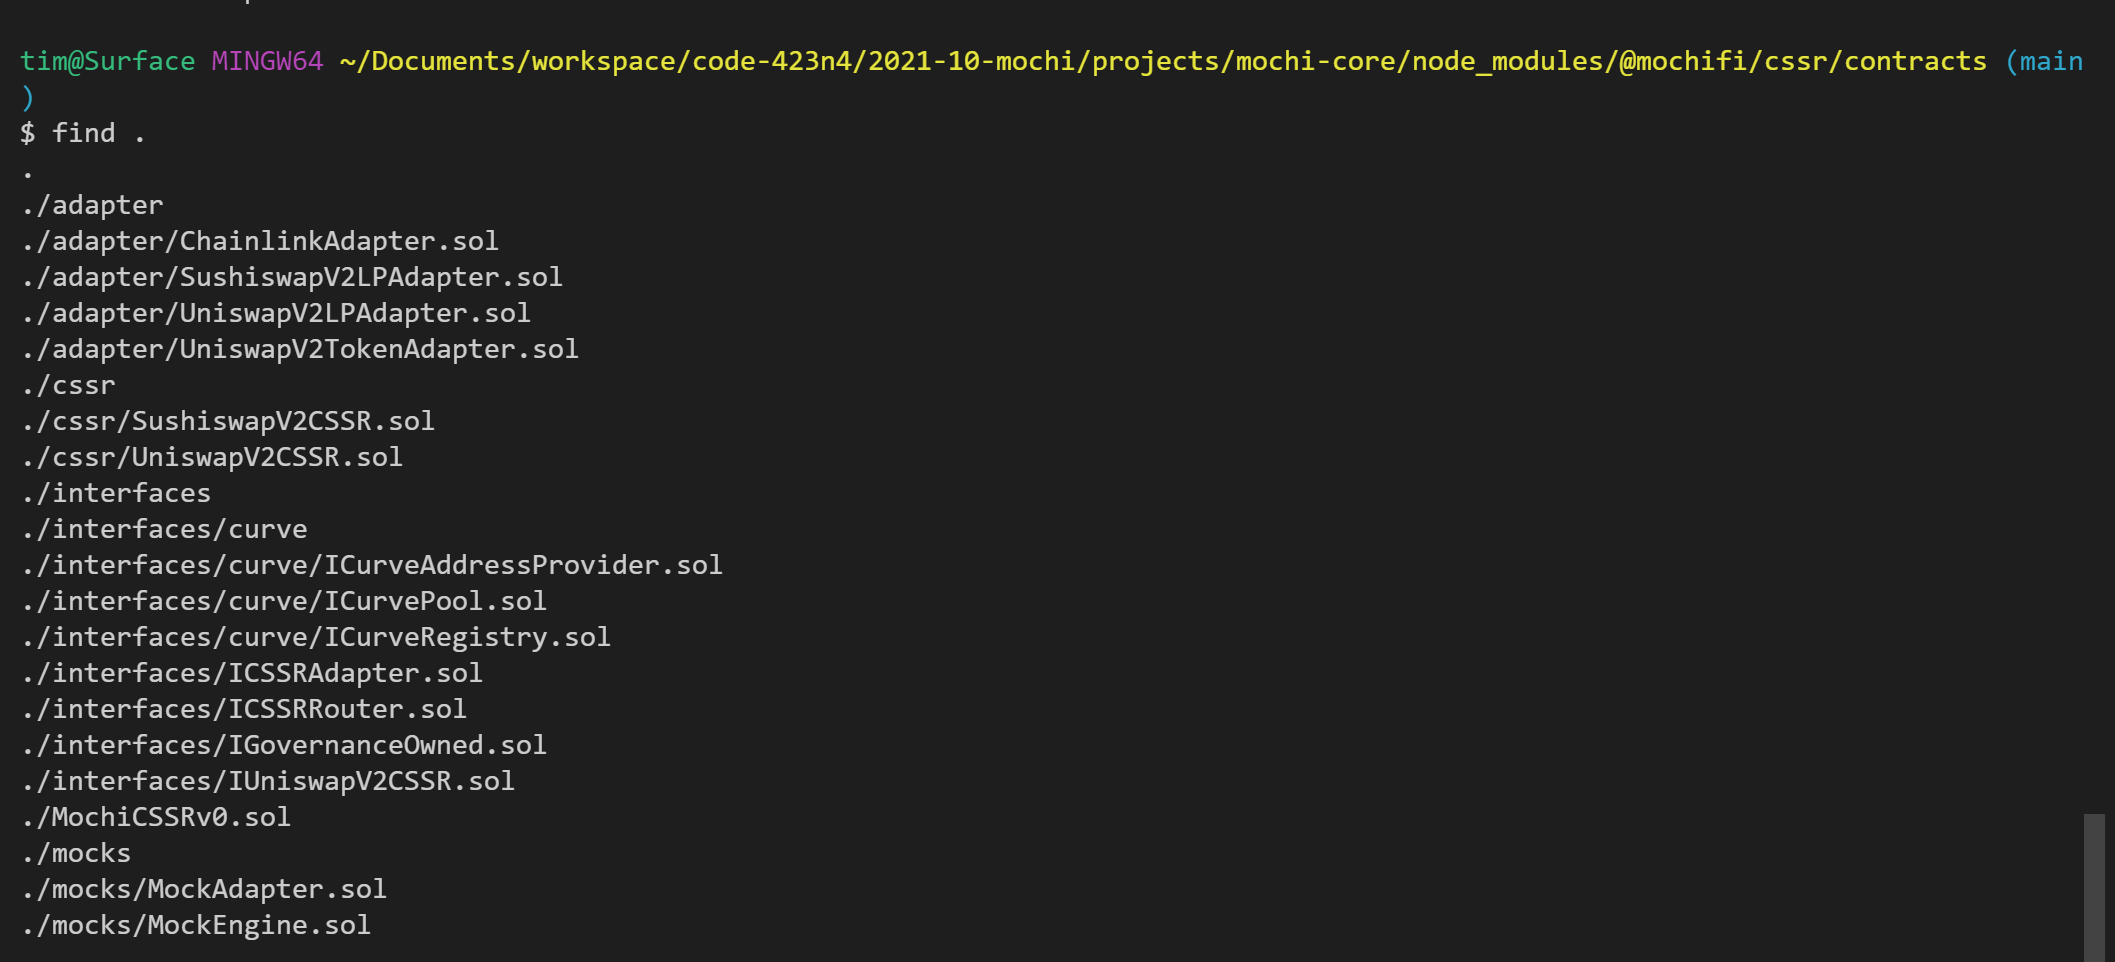 tim@Surface MINGW64 ~/Documents/workspace/code-423n4/2021-10-mochi/projects/mochi-core/node_modules/@mochifi/cssr/contracts (main
)
$ find .
.
./adapter
./adapter/ChainlinkAdapter.sol
./adapter/SushiswapV2LPAdapter.sol
./adapter/UniswapV2LPAdapter.sol
./adapter/UniswapV2TokenAdapter.sol
./cssr
./cssr/SushiswapV2CSSR.sol
./cssr/UniswapV2CSSR.sol
./interfaces
./interfaces/curve
./interfaces/curve/ICurveAddressProvider.sol
./interfaces/curve/ICurvePool.sol
./interfaces/curve/ICurveRegistry.sol
./interfaces/ICSSRAdapter.sol
./interfaces/ICSSRRouter.sol
./interfaces/IGovernanceOwned.sol
./interfaces/IUniswapV2CSSR.sol
./MochiCSSRv0.sol
./mocks
./mocks/MockAdapter.sol
./mocks/MockEngine.sol